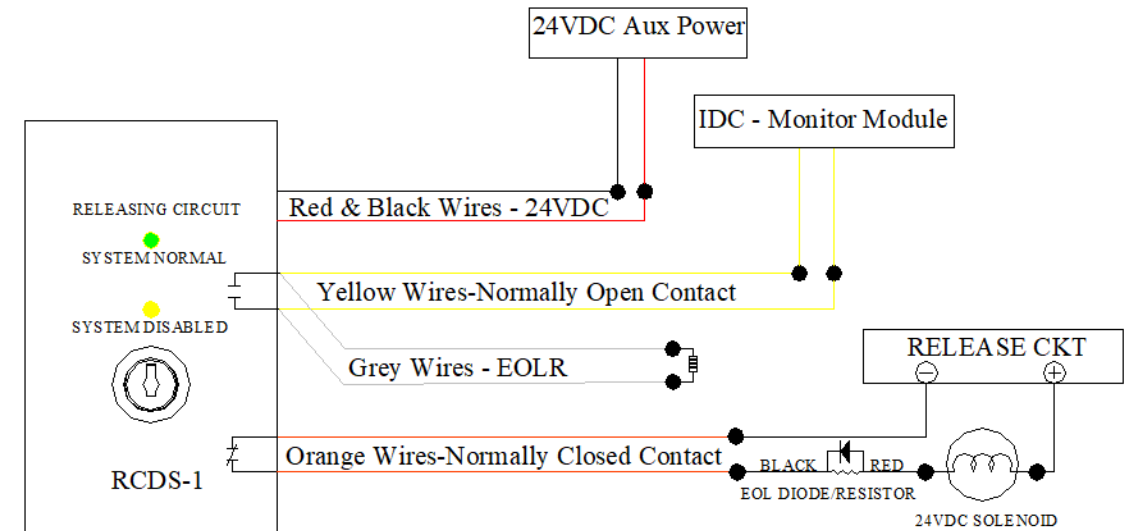 24VDC Aux Power
IDC - Monitor Module
RELEASING CIRCUIT
Red & Black Wires - 24VDC
SYSTEM NORMAL
Yellow Wires-Normally Open Contact
SYSTEM DISABLED
RELEASE CKT
Grey Wires - EOLR
− +
Orange Wires-Normally Closed Contact
BLACK RED
RCDS-1
EOL DIODE/RESISTOR
24VDC SOLENOID